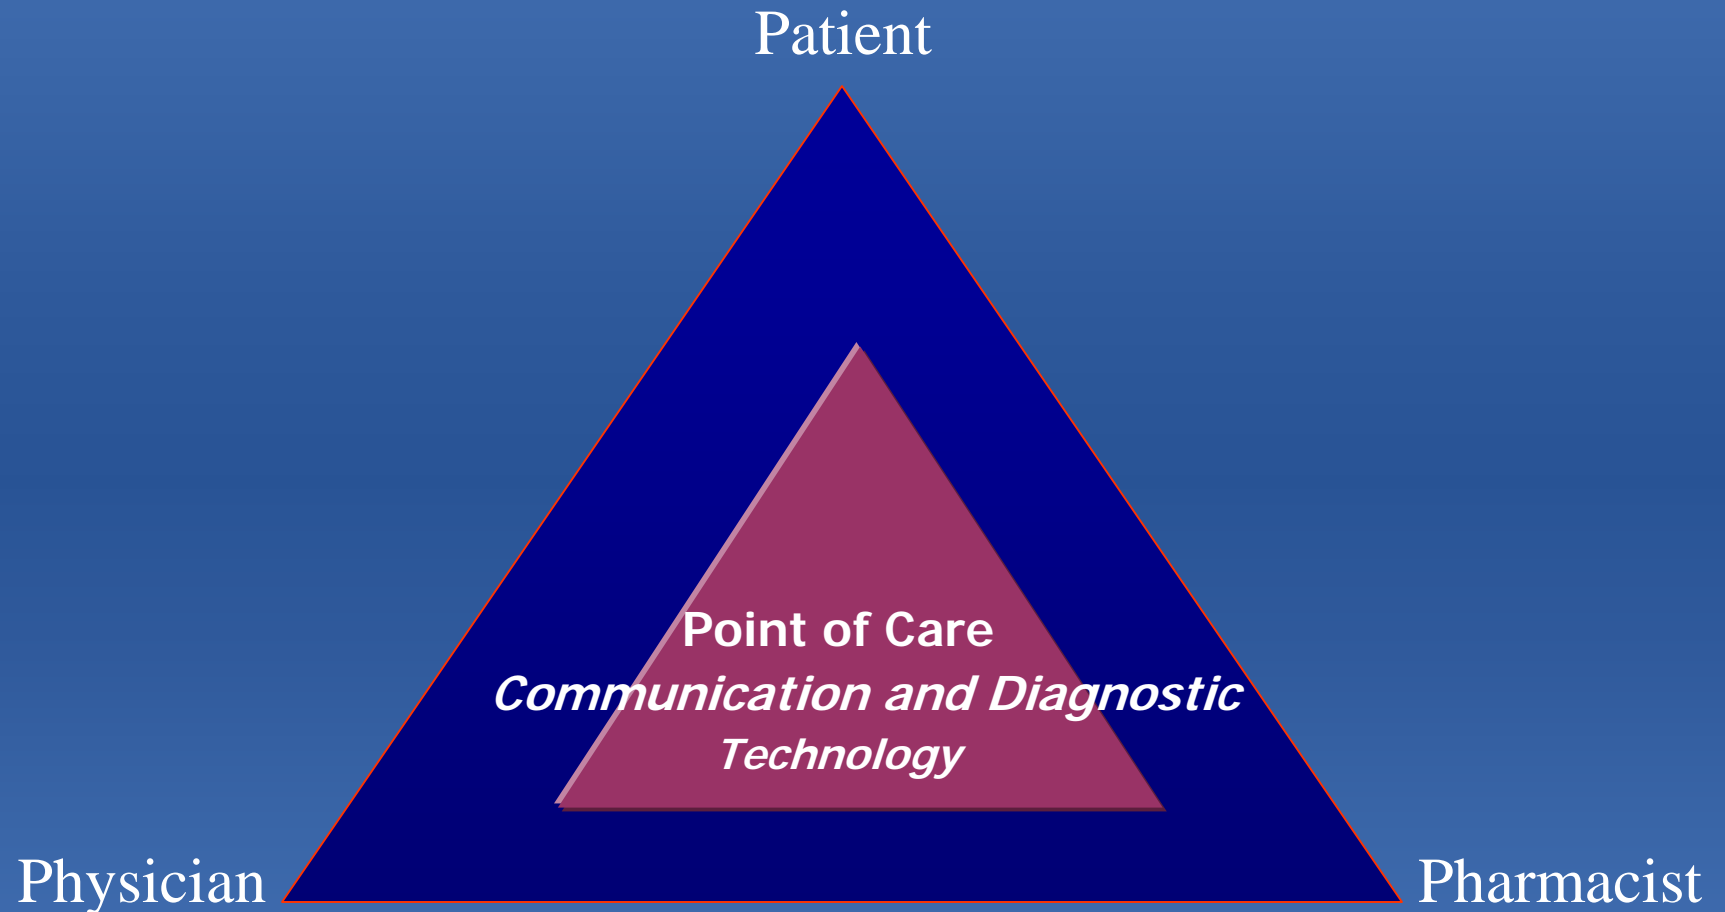 Patient
Point of Care
Communication and Diagnostic
Technology
Physician
Pharmacist